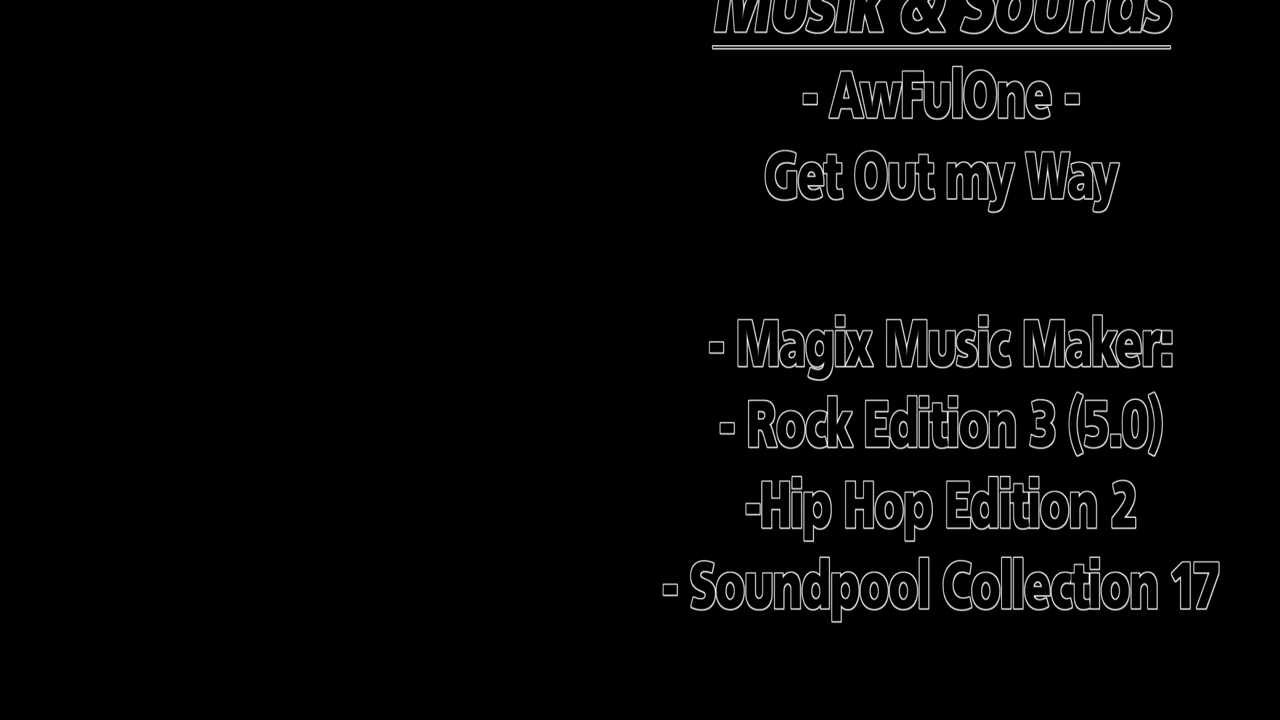 Musik & Sounds
- AwFulOne -
Get Out my Way
- Magix Music Maker:
- Rock Edition 3 (5.0)
-Hip Hop Edition 2
- Soundpool Collection 17